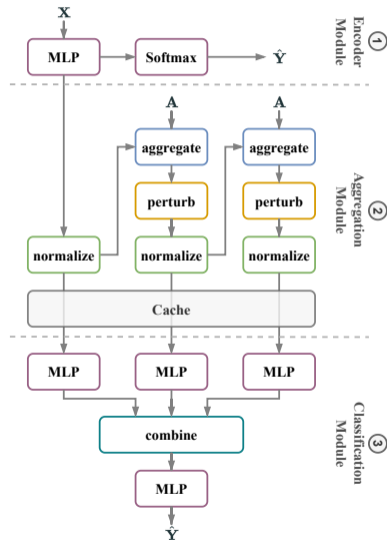 X
MLP
Softmax
Ŷ
① Encoder
Module
A
A
aggregate
aggregate
perturb
perturb
normalize
normalize
normalize
Cache
② Aggregation
Module
MLP
MLP
MLP
combine
MLP
Ŷ
③ Classification
Module